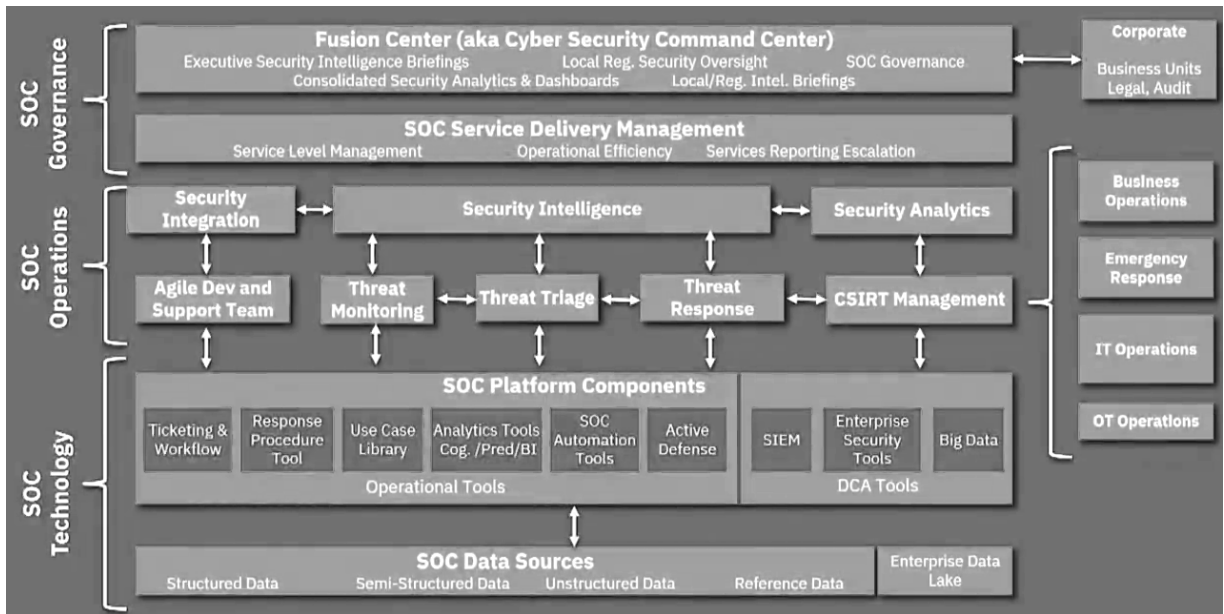 SOC
Governance
Fusion Center (aka Cyber Security Command Center)
Executive Security Intelligence Briefings Local Reg. Security Oversight SOC Governance
Consolidated Security Analytics & Dashboards Local/Reg. Intel. Briefings
Corporate
Business Units
Legal, Audit
SOC Service Delivery Management
Service Level Management Operational Efficiency Services Reporting Escalation
SOC
Operations
Security
Integration
Security Intelligence
Security Analytics
Agile Dev and
Support Team
Threat
Monitoring
Threat Triage
Threat
Response
CSIRT Management
Business
Operations
Emergency
Response
IT Operations
OT Operations
SOC
Technology
SOC Platform Components
Ticketing &
Workflow
Response
Procedure
Tool
Use Case
Library
Analytics Tools
Cog. /Pred/BI
SOC
Automation
Tools
Active
Defense
SIEM
Enterprise
Security
Tools
Big Data
Operational Tools
DCA Tools
SOC Data Sources
Structured Data Semi-Structured Data Unstructured Data Reference Data
Enterprise Data
Lake